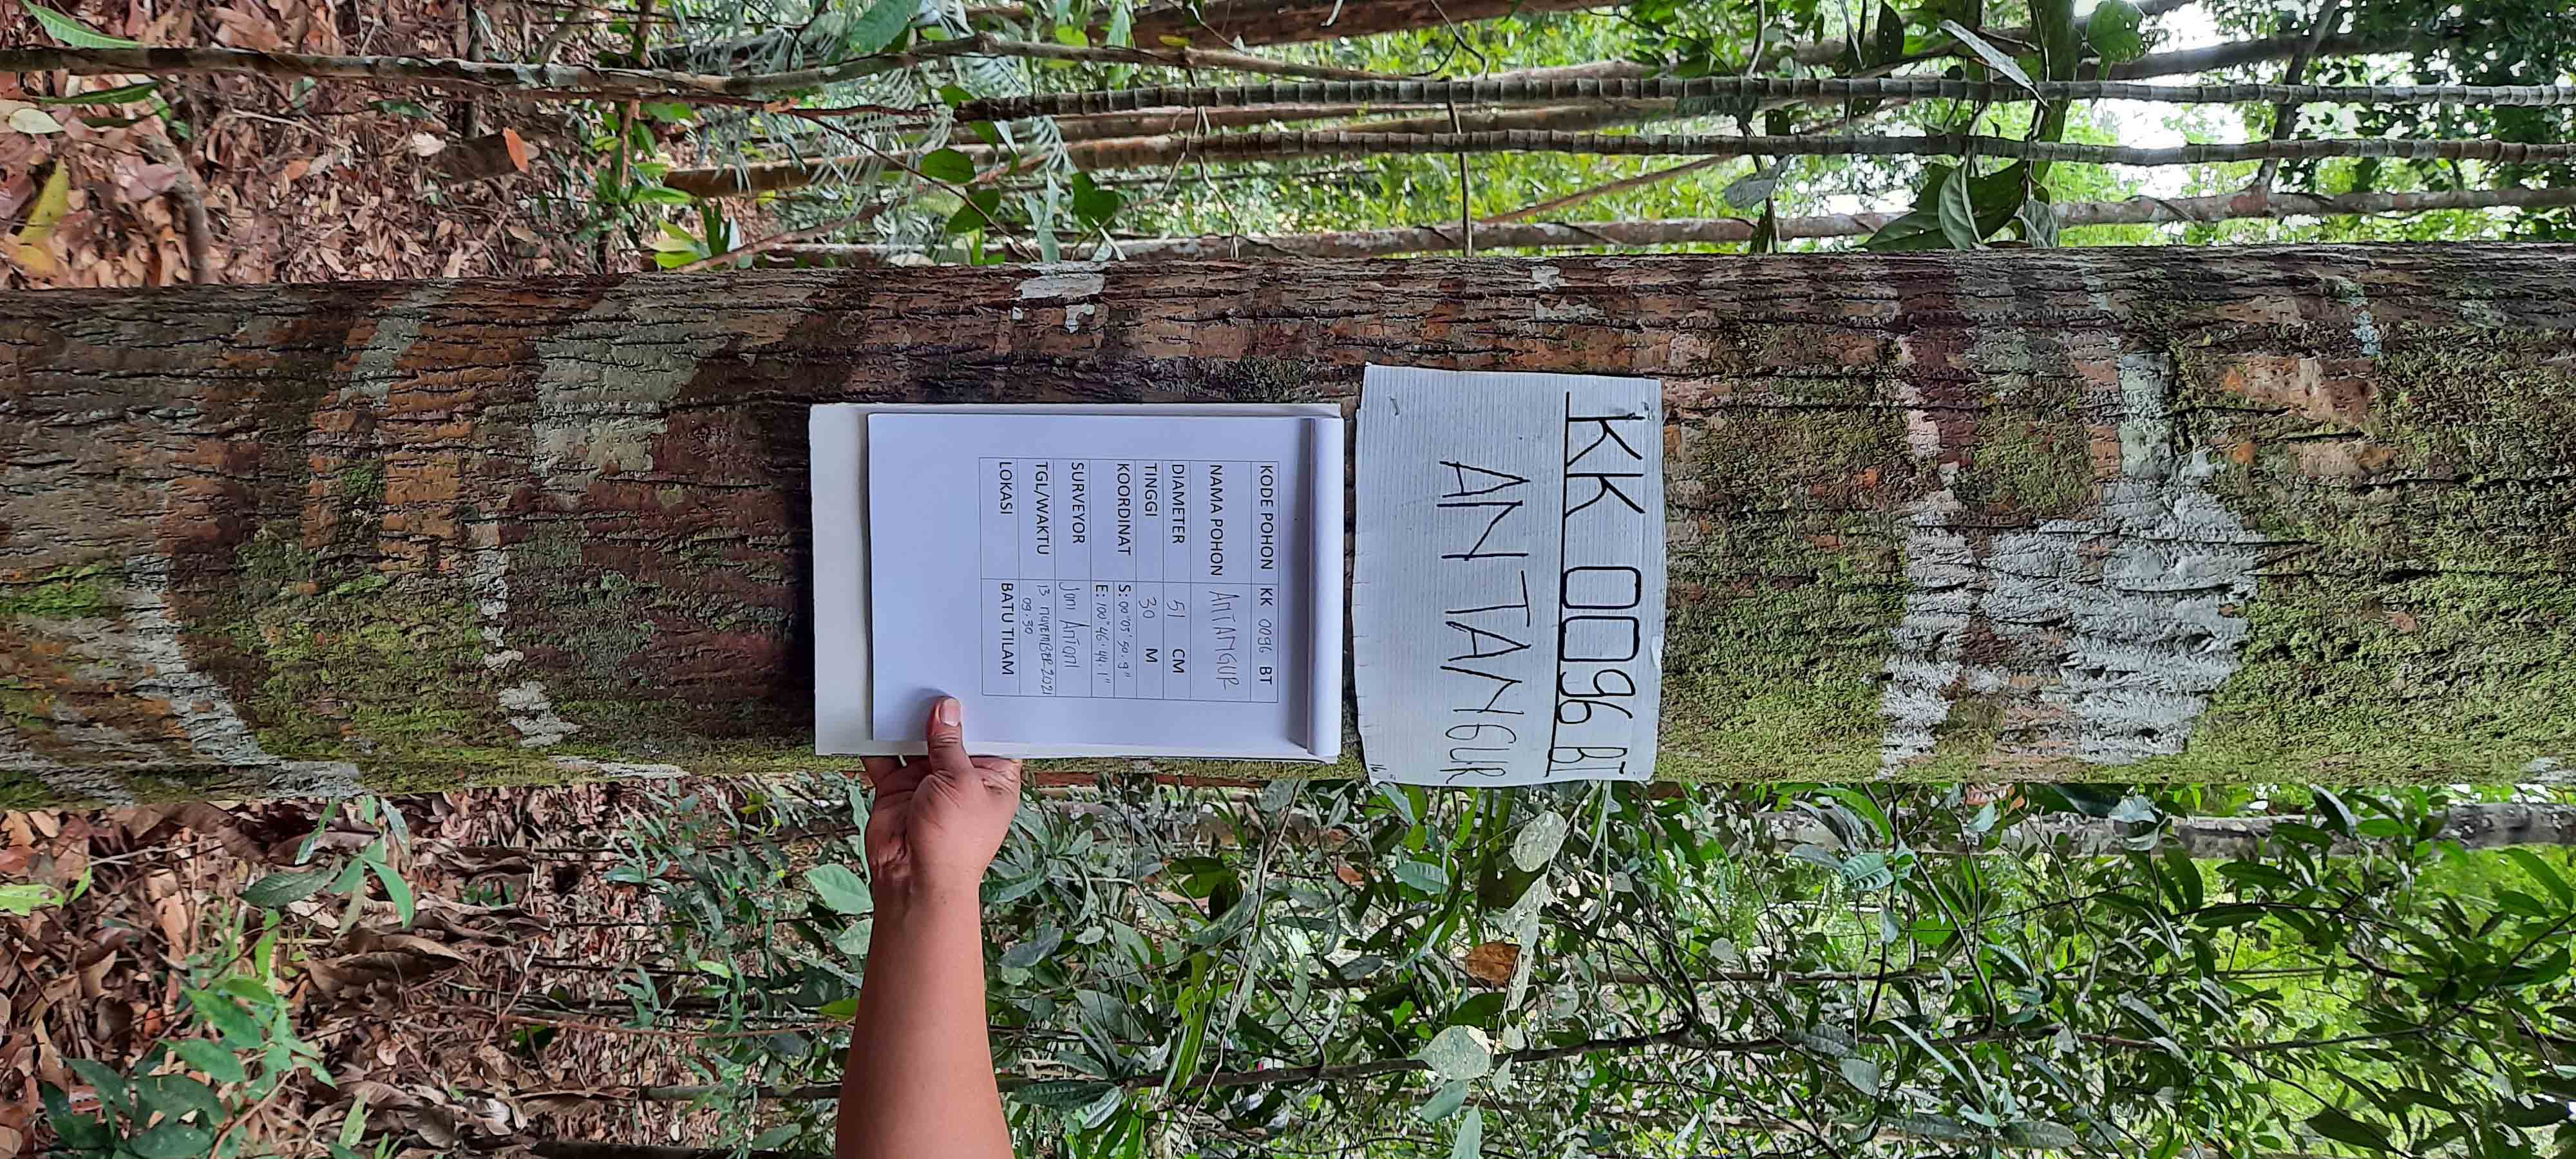 KK 0096 BT
ANTANGUR
KODE POHON KK 0096 BT
NAMA POHON ANTANGUR
DIAMETER 51 CM
TINGGI 30 M
KOORDINAT S: 00°03'50.9"
E: 100°46'44.1"
SURVEYOR JONI ANTONI
TGL/WAKTU 13 NOVEMBER 2021
09.30
LOKASI BATU TILAM